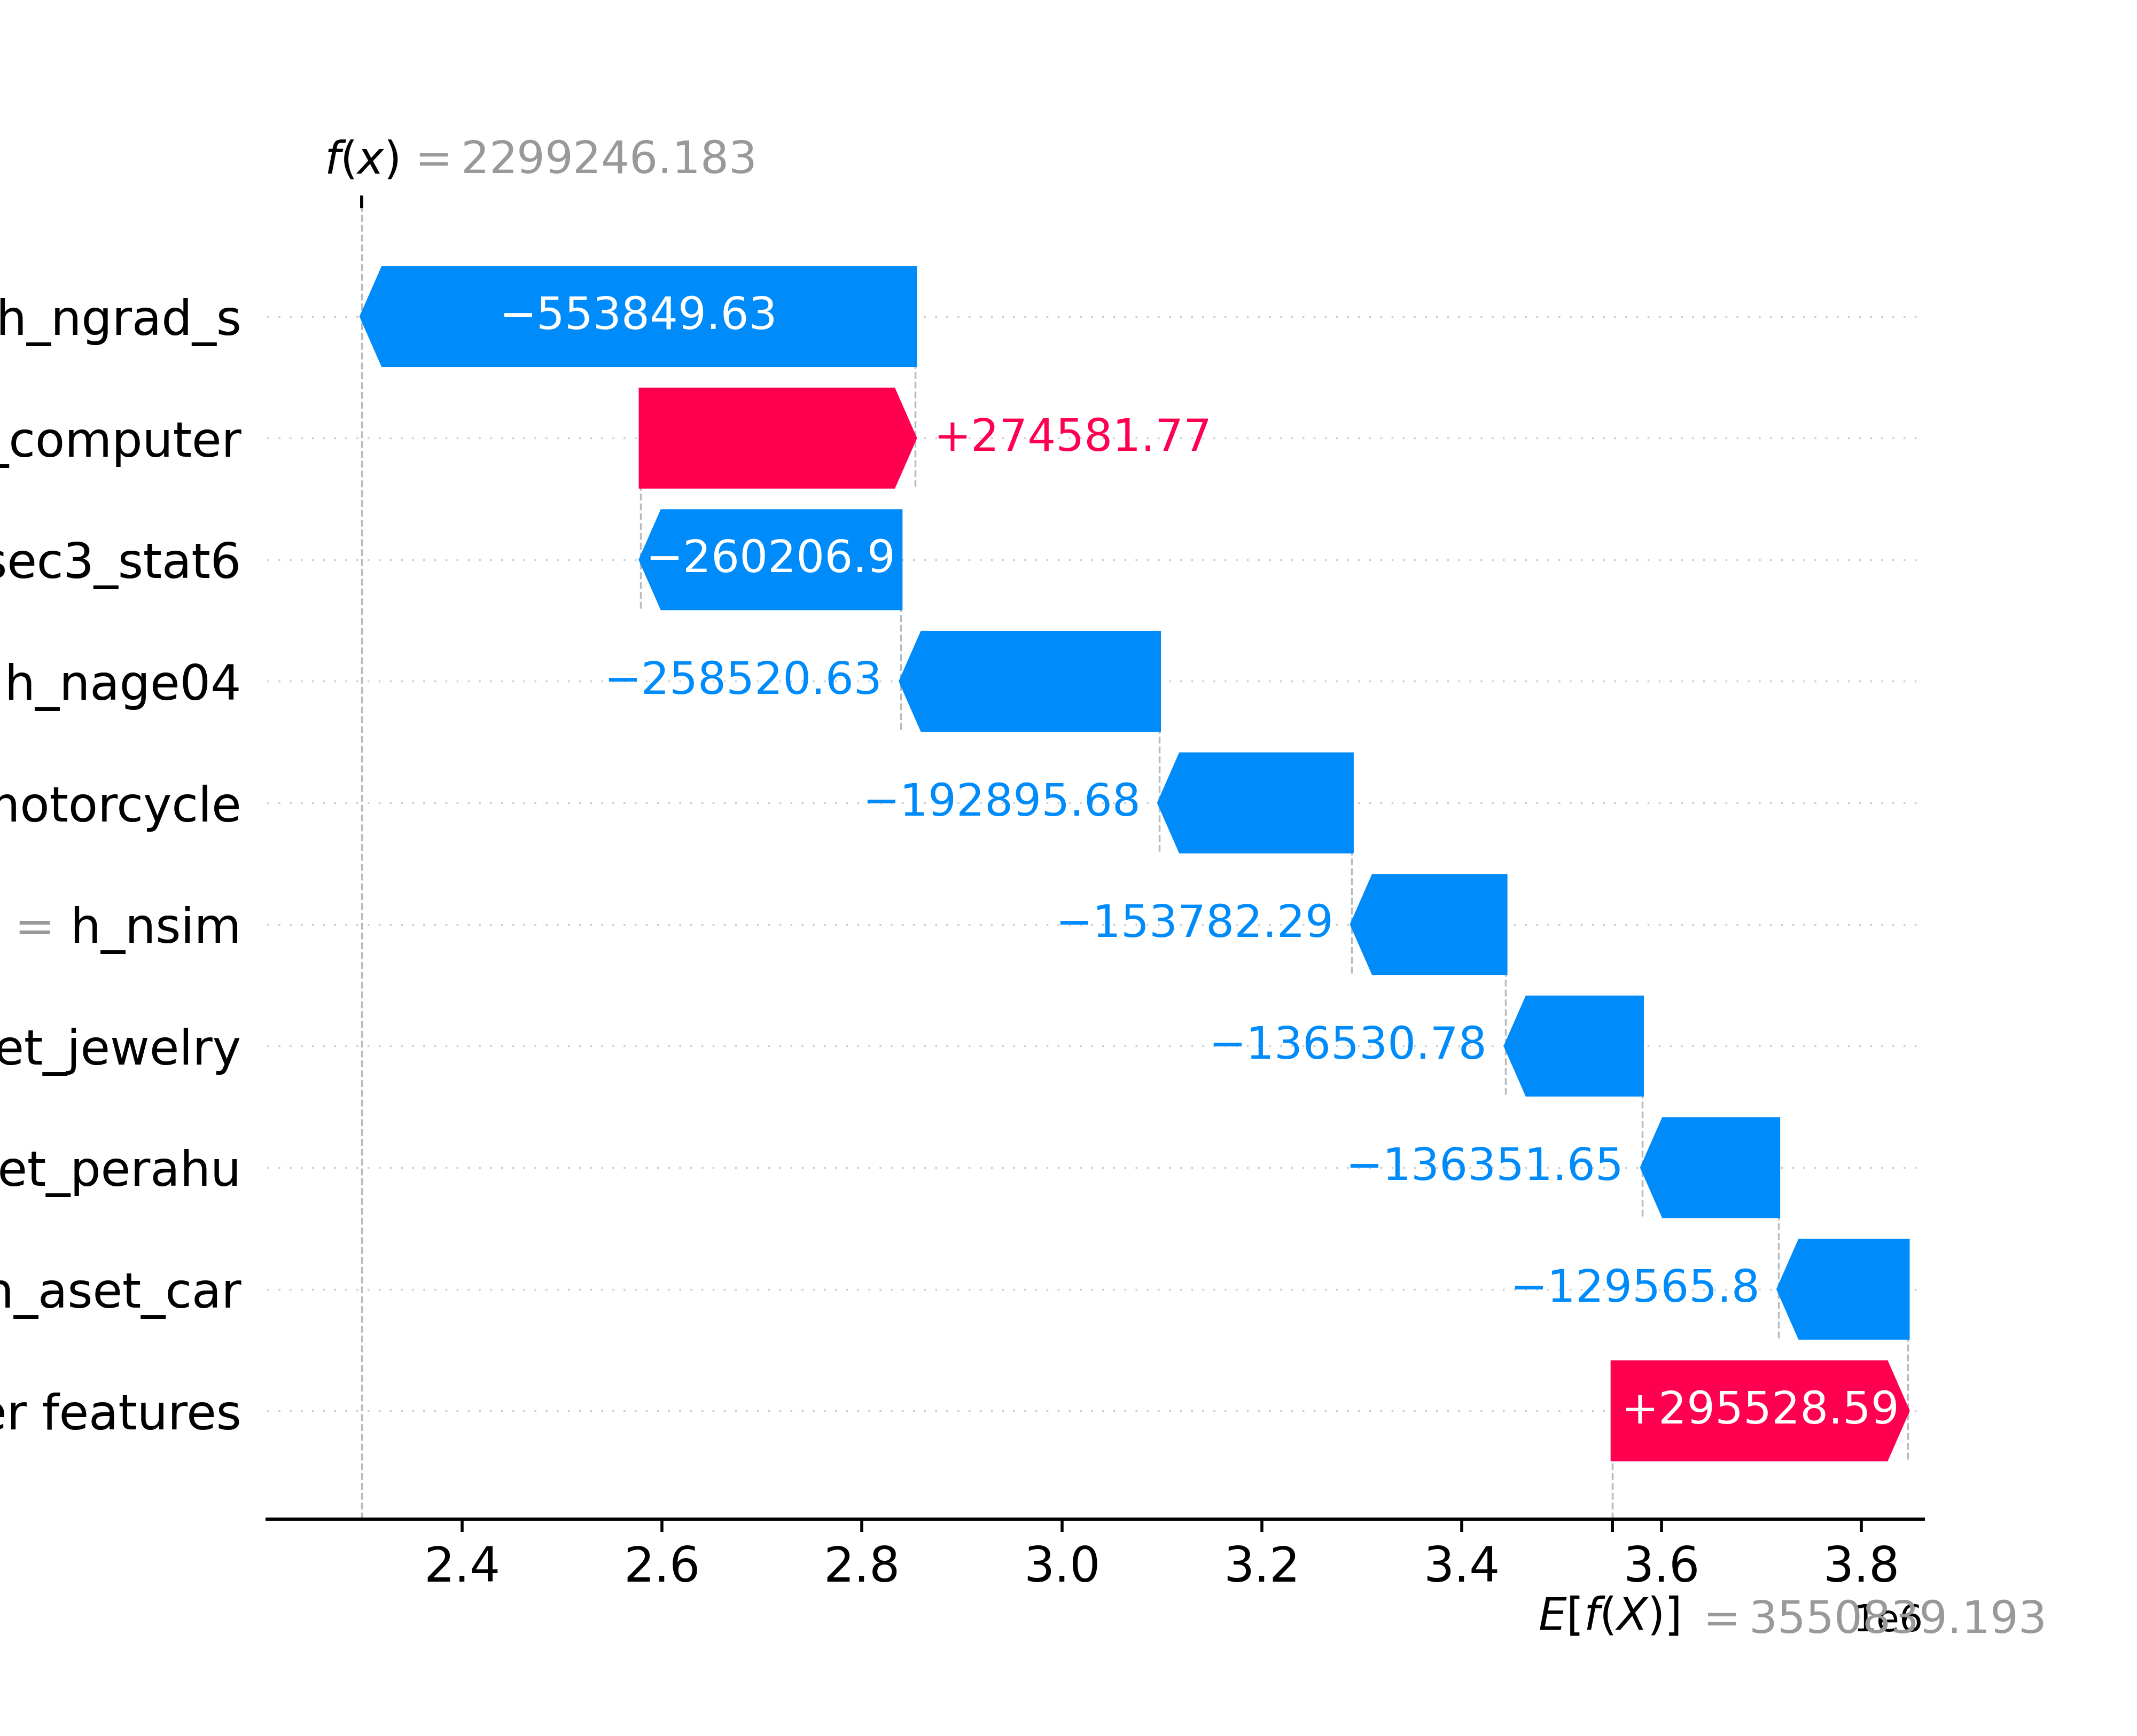 f(x) = 2299246.183
h_ngrad_s −553849.63
_computer +274581.77
sec3_stat6 −260206.9
h_nage04 −258520.63
motorcycle −192895.68
= h_nsim −153782.29
et_jewelry −136530.78
et_perahu −136351.65
h_aset_car −129565.8
er features +295528.59
2.4 2.6 2.8 3.0 3.2 3.4 3.6 3.8
1e6
E[f(X)] = 3550839.193